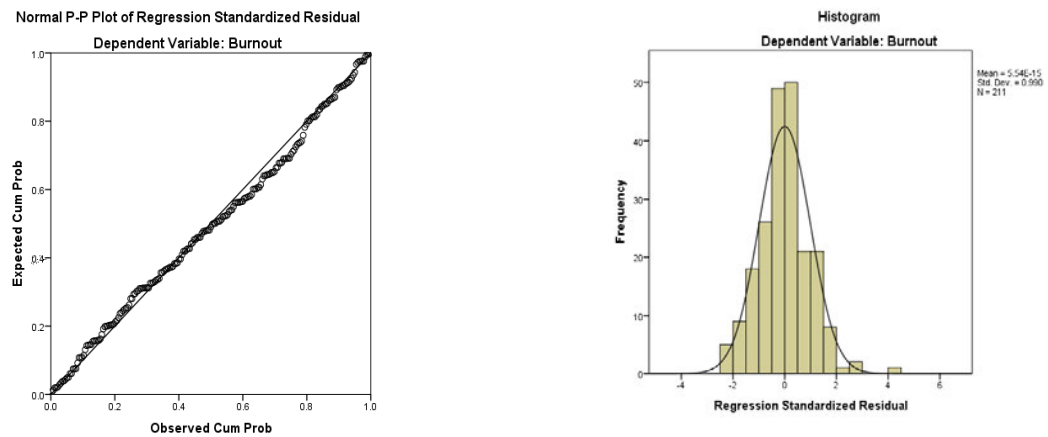 Normal P-P Plot of Regression Standardized Residual
Dependent Variable: Burnout
1.0
0.8
0.6
0.4
0.2
0.0
0.0 0.2 0.4 0.6 0.8 1.0
Expected Cum Prob
Observed Cum Prob
Histogram
Dependent Variable: Burnout
50
40
30
20
10
0
-4 -2 0 2 4 6
Frequency
Regression Standardized Residual
Mean = 5.54E-15
Std. Dev. = 0.990
N = 211